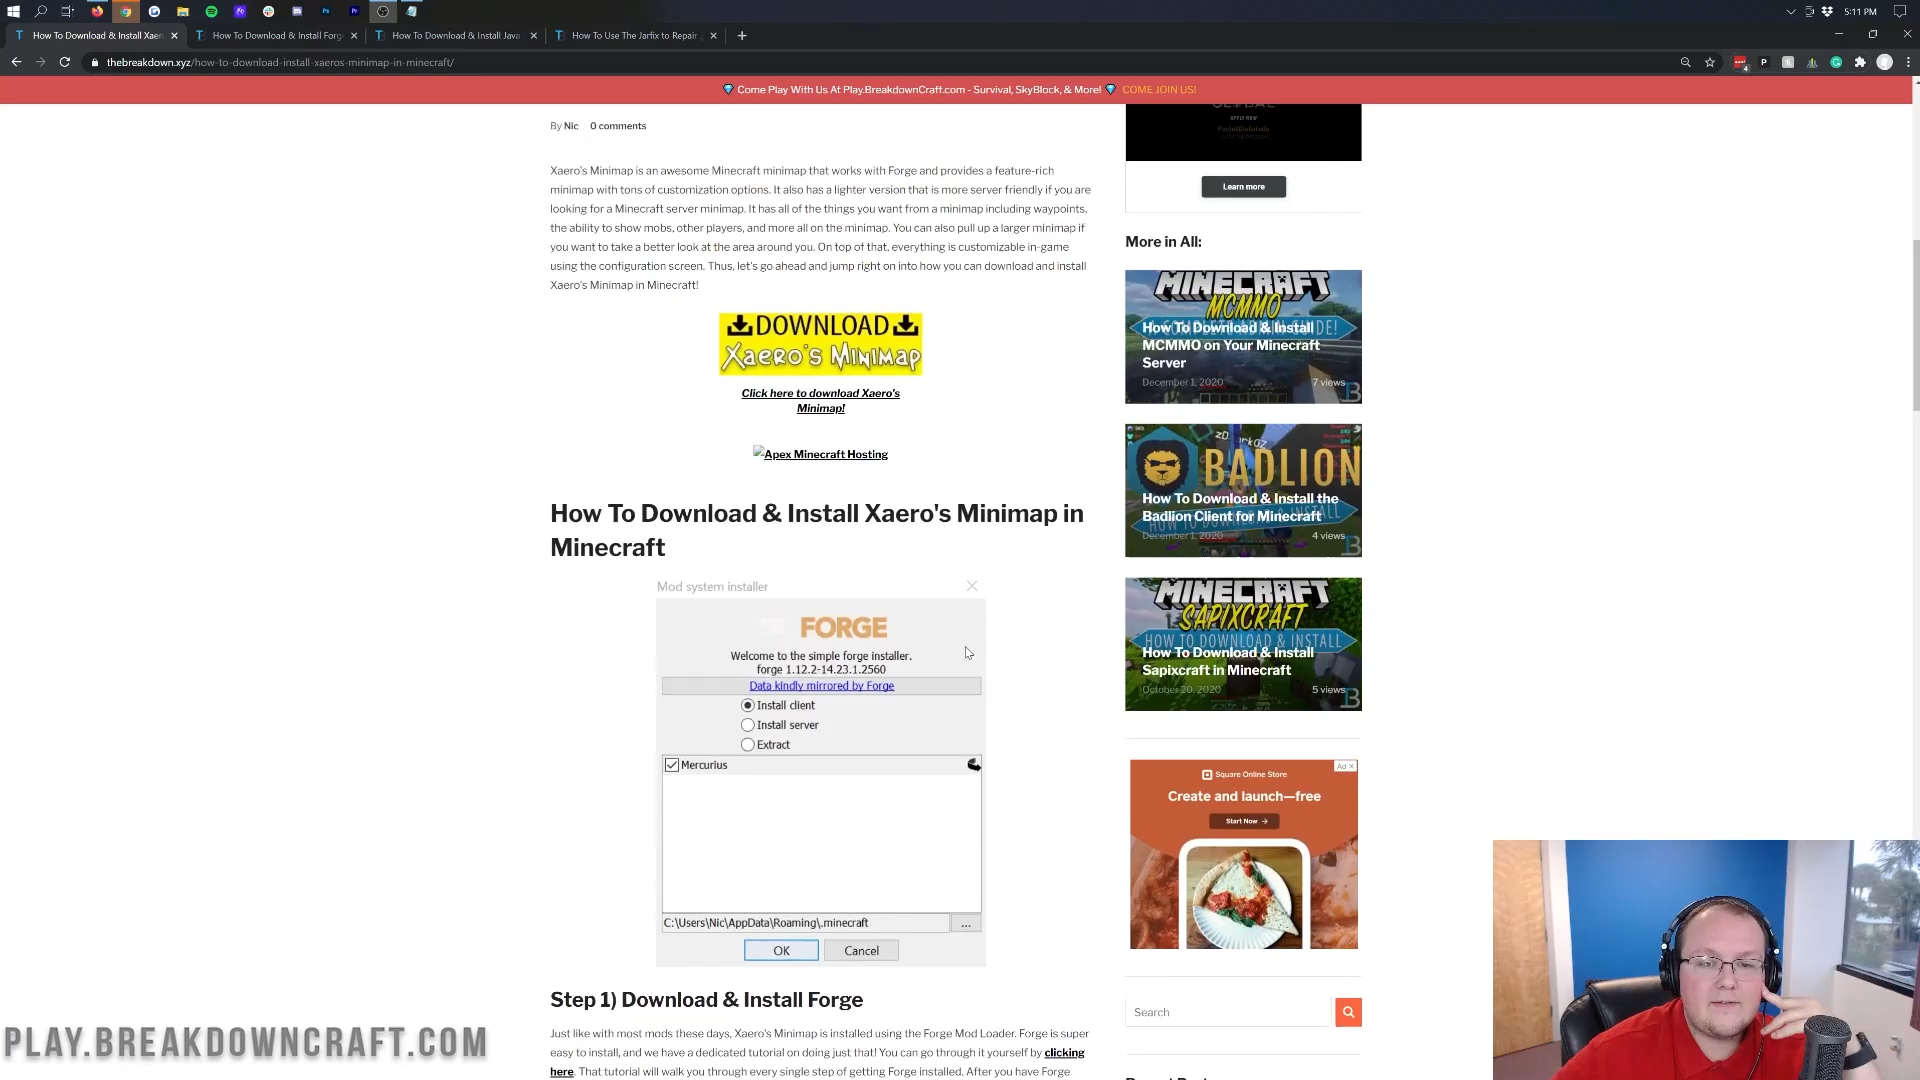 5:11 PM
How To Download & Install Xaer
How To Download & Install Forg
How To Download & Install Java
How To Use The Jarfix to Repair
thebreakdown.xyz/how-to-download-install-xaeros-minimap-in-minecraft/
Come Play With Us At Play.BreakdownCraft.com - Survival, SkyBlock, & More! COME JOIN US!
By Nic 0 comments
Xaero's Minimap is an awesome Minecraft minimap that works with Forge and provides a feature-rich
minimap with tons of customization options. It also has a lighter version that is more server friendly if you are
looking for a Minecraft server minimap. It has all of the things you want from a minimap including waypoints,
the ability to show mobs, other players, and more all on the minimap. You can also pull up a larger minimap if
you want to take a better look at the area around you. On top of that, everything is customizable in-game
using the configuration screen. Thus, let's go ahead and jump right on into how you can download and install
Xaero's Minimap in Minecraft!
DOWNLOAD
Xaero's Minimap
Click here to download Xaero's
Minimap!
Apex Minecraft Hosting
How To Download & Install Xaero's Minimap in
Minecraft
Mod system installer
FORGE
Welcome to the simple forge installer.
forge 1.12.2-14.23.1.2560
Data kindly mirrored by Forge
Install client
Install server
Extract
Mercurius
C:\Users\Nic\AppData\Roaming\.minecraft
...
OK Cancel
Step 1) Download & Install Forge
Just like with most mods these days, Xaero's Minimap is installed using the Forge Mod Loader. Forge is super
easy to install, and we have a dedicated tutorial on doing just that! You can go through it yourself by clicking
here. That tutorial will walk you through every single step of getting Forge installed. After you have Forge
APPLY NOW
Learn more
More in All:
MINECRAFT
MCMMO
How To Download & Install
MCMMO on Your Minecraft
Server
December 1, 2020 7 views
BADLION
How To Download & Install the
Badlion Client for Minecraft
December 1, 2020 4 views
MINECRAFT
SAPIXCRAFT
HOW TO DOWNLOAD & INSTALL
How To Download & Install
Sapixcraft in Minecraft
October 20, 2020 5 views
Ad
Square Online Store
Create and launch—free
Start Now
Search
PLAY.BREAKDOWNCRAFT.COM